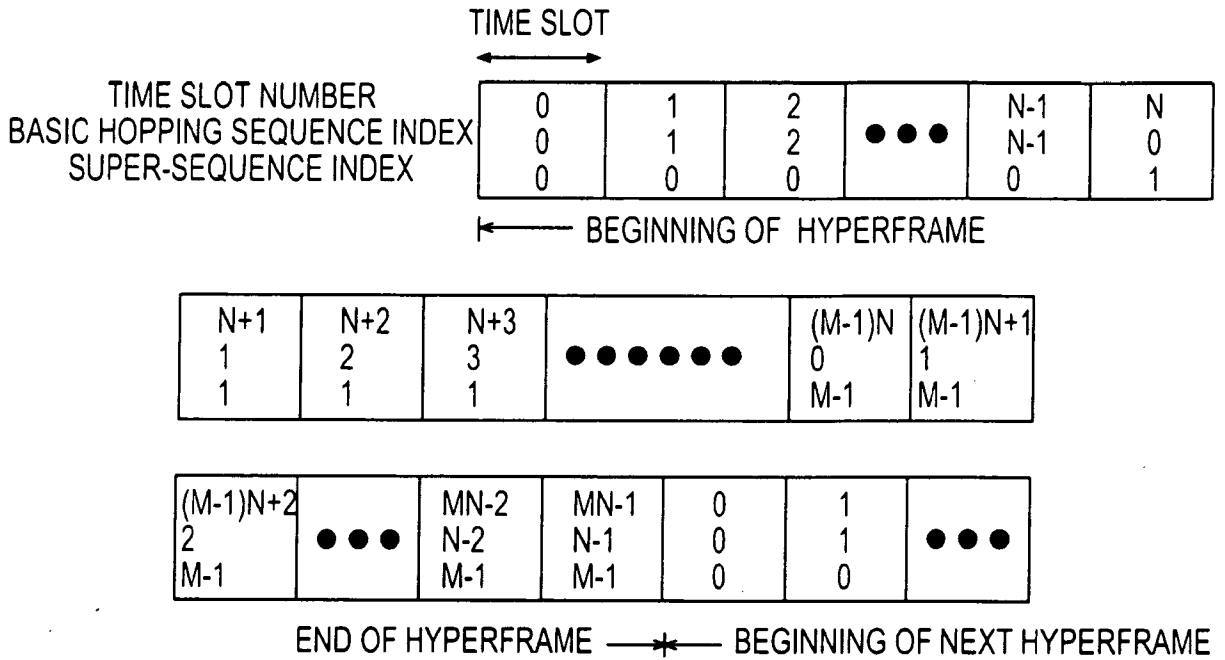 TIME SLOT
TIME SLOT NUMBER 0 1 2 ●●● N-1 N
BASIC HOPPING SEQUENCE INDEX 0 1 2 N-1 0
SUPER-SEQUENCE INDEX 0 0 0 0 1
BEGINNING OF HYPERFRAME
N+1 N+2 N+3 ●●●●●● (M-1)N (M-1)N+1
1 2 3 0 1
1 1 1 M-1 M-1
(M-1)N+2 ●●● MN-2 MN-1 0 1 ●●●
2 N-2 N-1 0 1
M-1 M-1 M-1 0 0
END OF HYPERFRAME BEGINNING OF NEXT HYPERFRAME